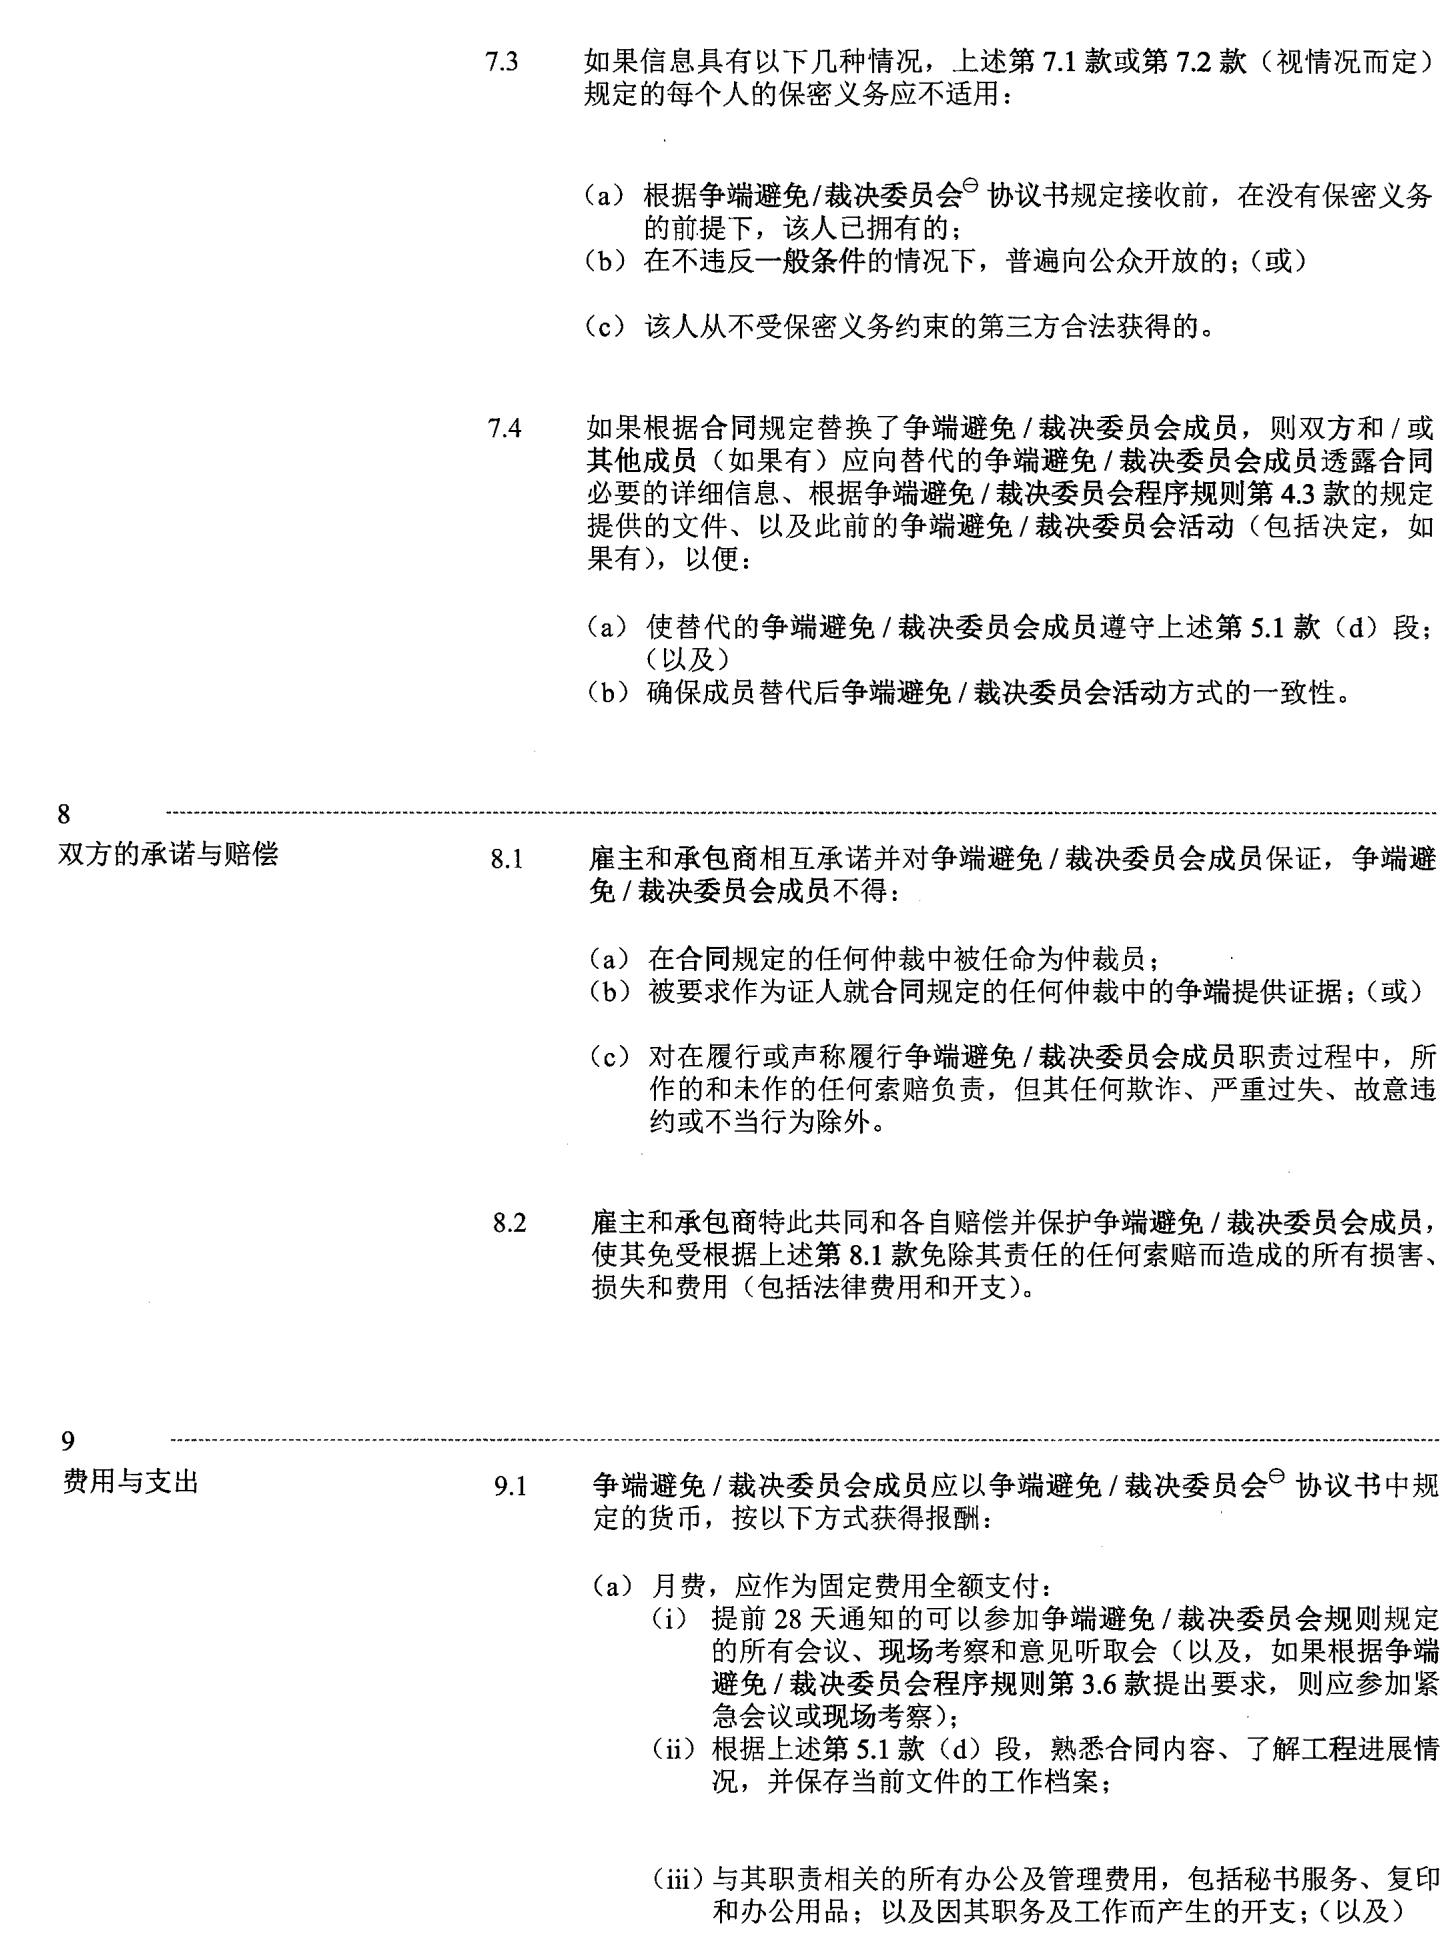 7.3 如果信息具有以下几种情况，上述第 7.1 款或第 7.2 款（视情况而定）
规定的每个人的保密义务应不适用：
（a）根据争端避免/裁决委员会㊀ 协议书规定接收前，在没有保密义务
的前提下，该人已拥有的；
（b）在不违反一般条件的情况下，普遍向公众开放的；（或）
（c）该人从不受保密义务约束的第三方合法获得的。
7.4 如果根据合同规定替换了争端避免 / 裁决委员会成员，则双方和 / 或
其他成员（如果有）应向替代的争端避免 / 裁决委员会成员透露合同
必要的详细信息、根据争端避免 / 裁决委员会程序规则第 4.3 款的规定
提供的文件、以及此前的争端避免 / 裁决委员会活动（包括决定，如
果有），以便：
（a）使替代的争端避免 / 裁决委员会成员遵守上述第 5.1 款（d）段；
（以及）
（b）确保成员替代后争端避免 / 裁决委员会活动方式的一致性。
8
双方的承诺与赔偿
8.1 雇主和承包商相互承诺并对争端避免 / 裁决委员会成员保证，争端避
免 / 裁决委员会成员不得：
（a）在合同规定的任何仲裁中被任命为仲裁员；
（b）被要求作为证人就合同规定的任何仲裁中的争端提供证据；（或）
（c）对在履行或声称履行争端避免 / 裁决委员会成员职责过程中，所
作的和未作的任何索赔负责，但其任何欺诈、严重过失、故意违
约或不当行为除外。
8.2 雇主和承包商特此共同和各自赔偿并保护争端避免 / 裁决委员会成员，
使其免受根据上述第 8.1 款免除其责任的任何索赔而造成的所有损害、
损失和费用（包括法律费用和开支）。
9
费用与支出
9.1 争端避免 / 裁决委员会成员应以争端避免 / 裁决委员会㊀ 协议书中规
定的货币，按以下方式获得报酬：
（a）月费，应作为固定费用全额支付：
（i）提前 28 天通知的可以参加争端避免 / 裁决委员会规则规定
的所有会议、现场考察和意见听取会（以及，如果根据争端
避免 / 裁决委员会程序规则第 3.6 款提出要求，则应参加紧
急会议或现场考察）；
（ii）根据上述第 5.1 款（d）段，熟悉合同内容、了解工程进展情
况，并保存当前文件的工作档案；
（iii）与其职责相关的所有办公及管理费用，包括秘书服务、复印
和办公用品；以及因其职务及工作而产生的开支；（以及）